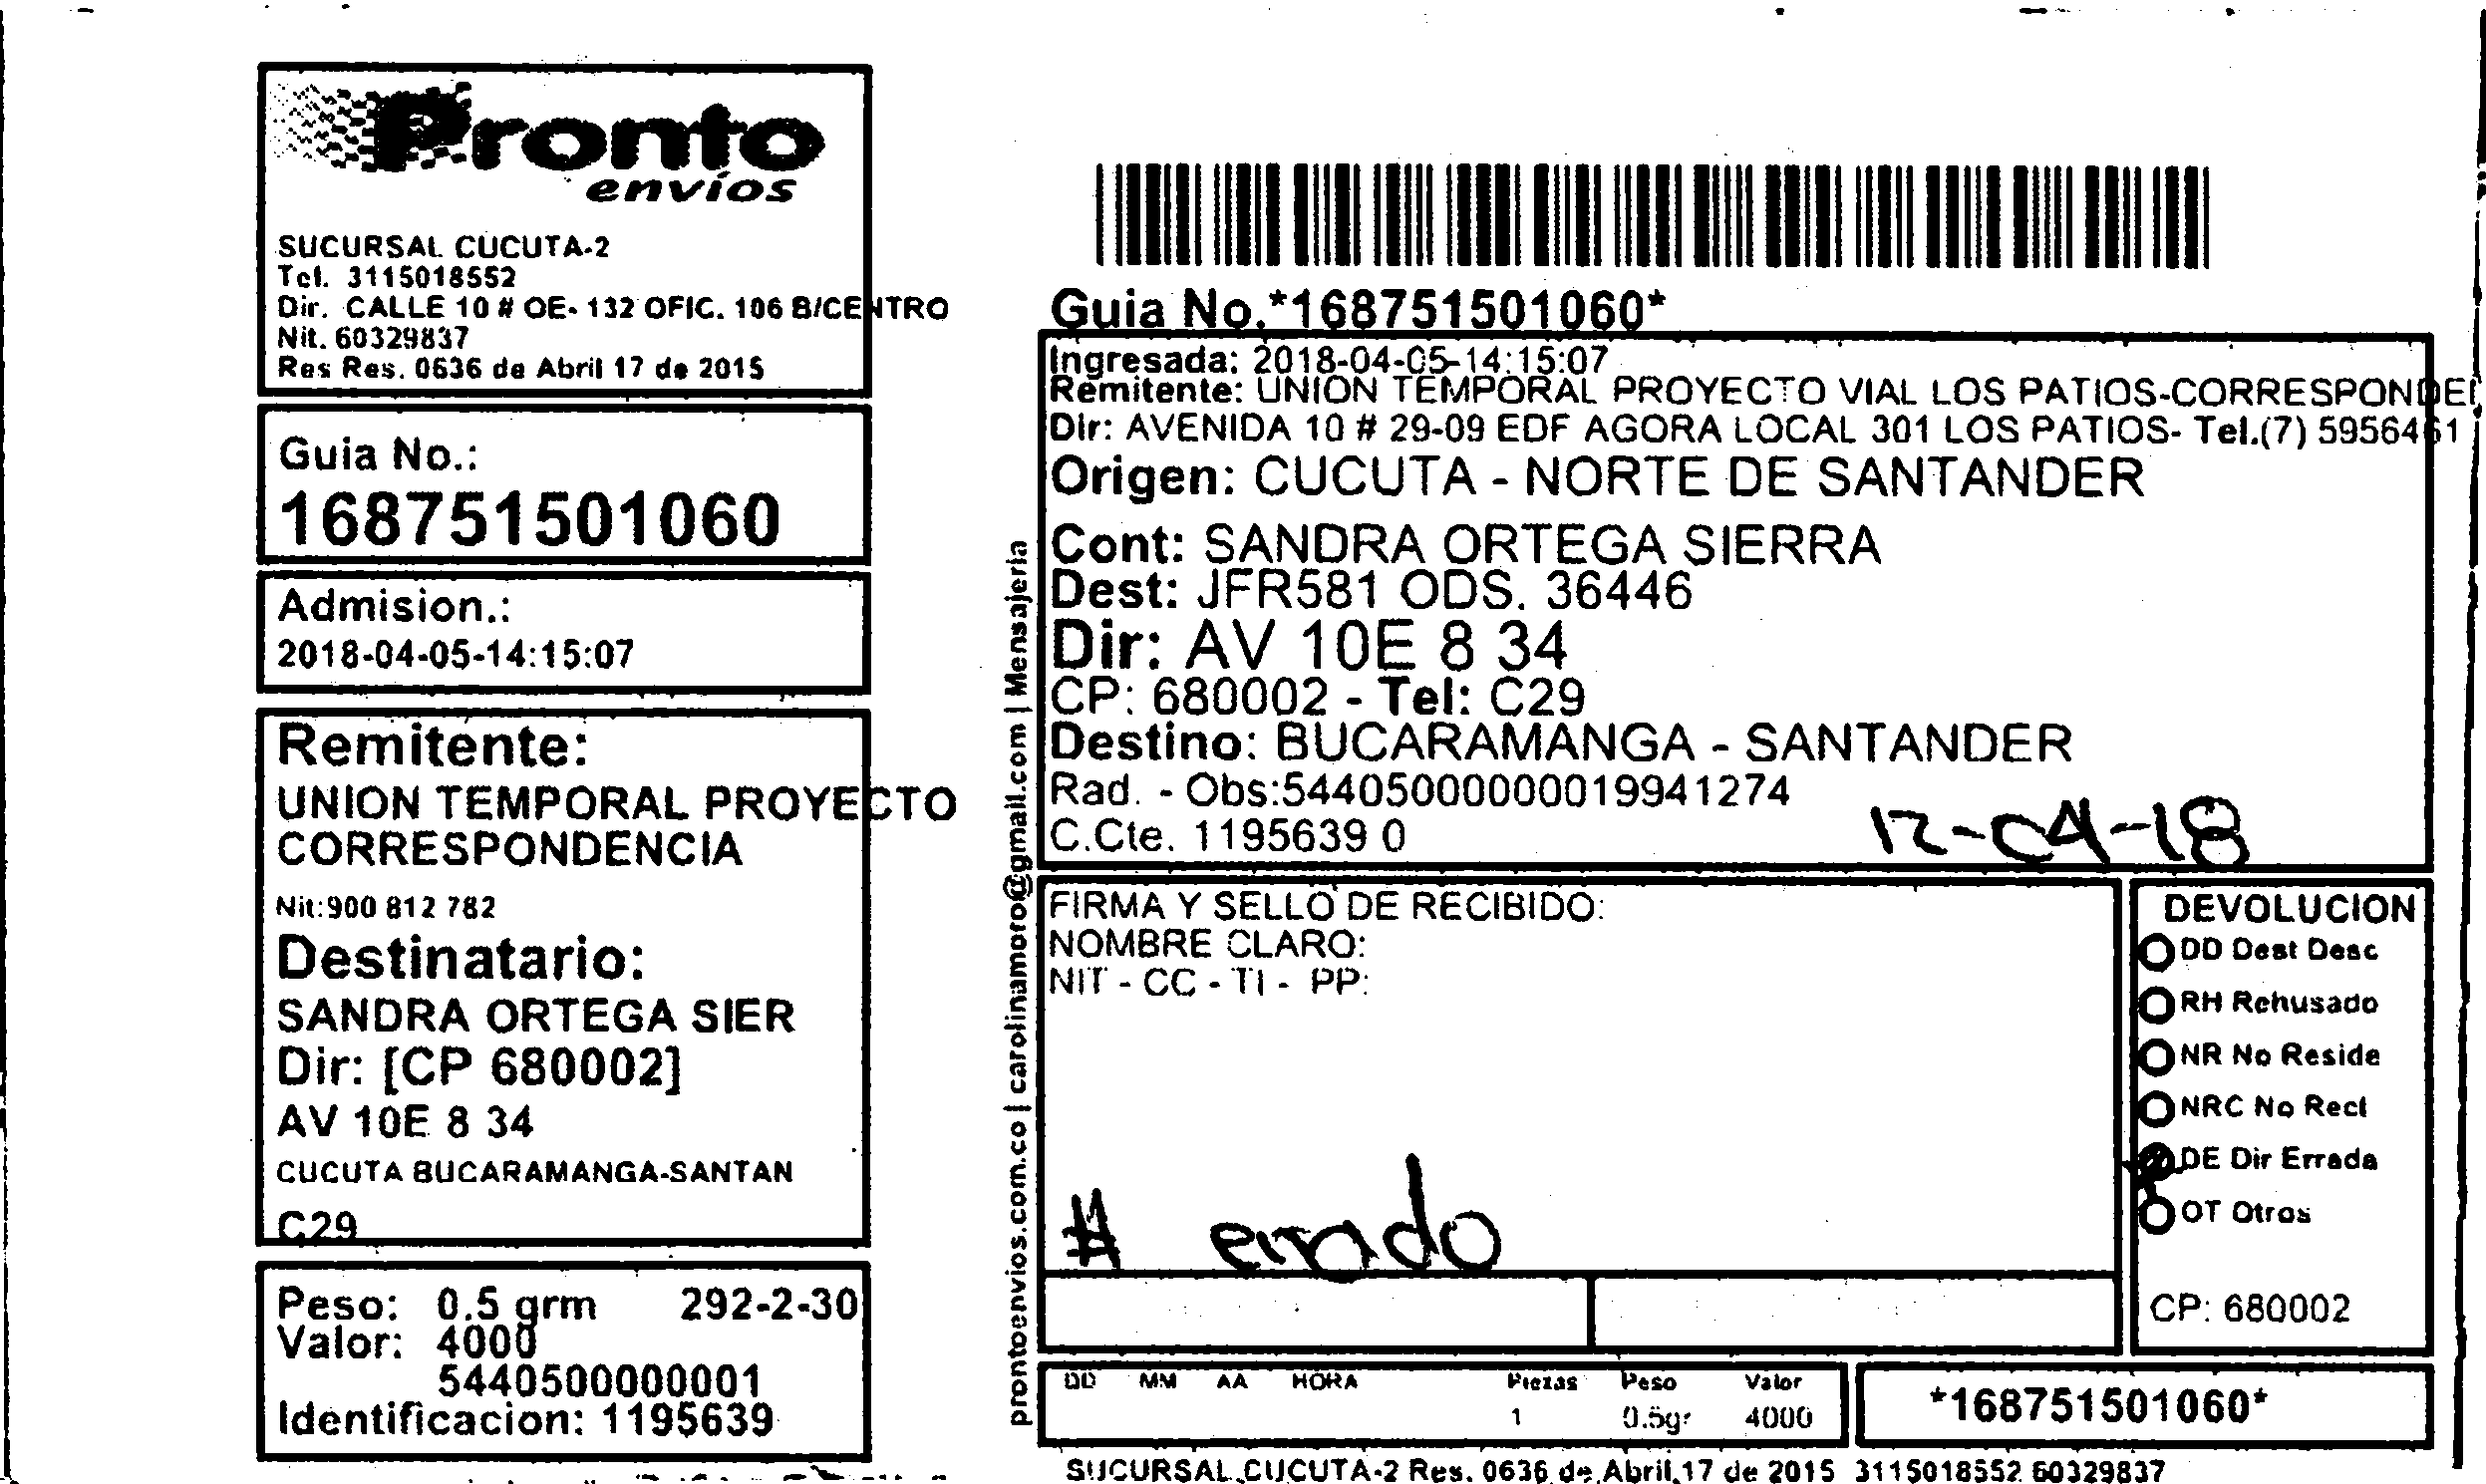 Pronto
envíos
SUCURSAL CUCUTA-2
Tel. 3115018552
Dir. CALLE 10 # OE- 132 OFIC. 106 B/CENTRO
Nit. 60329837
Res Res. 0636 de Abril 17 de 2015
Guia No.:
168751501060
Admision.:
2018-04-05-14:15:07
Remitente:
UNION TEMPORAL PROYECTO
CORRESPONDENCIA
Nit:900 812 782
Destinatario:
SANDRA ORTEGA SIER
Dir: [CP 680002]
AV 10E 8 34
CUCUTA BUCARAMANGA-SANTAN
C29
Peso: 0.5 grm 292-2-30
Valor: 4000
5440500000001
Identificacion: 1195639
prontoenvios.com.co | carolinamoro@gmail.com | Mensajeria
Guia No.*168751501060*
Ingresada: 2018-04-05-14:15:07
Remitente: UNION TEMPORAL PROYECTO VIAL LOS PATIOS-CORRESPONDE
Dir: AVENIDA 10 # 29-09 EDF AGORA LOCAL 301 LOS PATIOS- Tel.(7) 5956461
Origen: CUCUTA - NORTE DE SANTANDER
Cont: SANDRA ORTEGA SIERRA
Dest: JFR581 ODS. 36446
Dir: AV 10E 8 34
CP: 680002 - Tel: C29
Destino: BUCARAMANGA - SANTANDER
Rad. - Obs:544050000000019941274
C.Cte. 1195639 0
12-04-18
FIRMA Y SELLO DE RECIBIDO:
NOMBRE CLARO:
NIT - CC - TI - PP:
# errado
DEVOLUCION
DD Dest Desc
RH Rehusado
NR No Reside
NRC No Recl
DE Dir Errada
OT Otros
CP: 680002
DD MM AA HORA Piezas Peso Valor
1 0.5gr 4000
*168751501060*
SUCURSAL CUCUTA-2 Res. 0636 de Abril 17 de 2015 3115018552 60329837